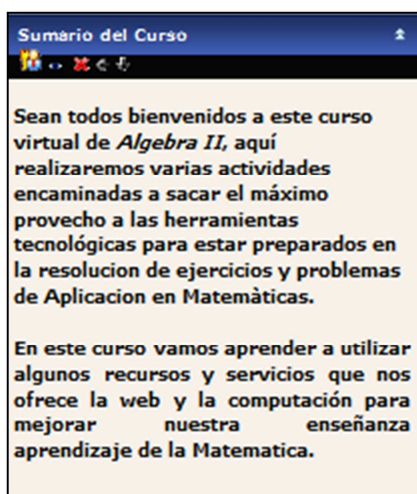 Sumario del Curso
Sean todos bienvenidos a este curso
virtual de Algebra II, aquí
realizaremos varias actividades
encaminadas a sacar el máximo
provecho a las herramientas
tecnológicas para estar preparados en
la resolucion de ejercicios y problemas
de Aplicacion en Matemàticas.
En este curso vamos aprender a utilizar
algunos recursos y servicios que nos
ofrece la web y la computación para
mejorar nuestra enseñanza
aprendizaje de la Matematica.